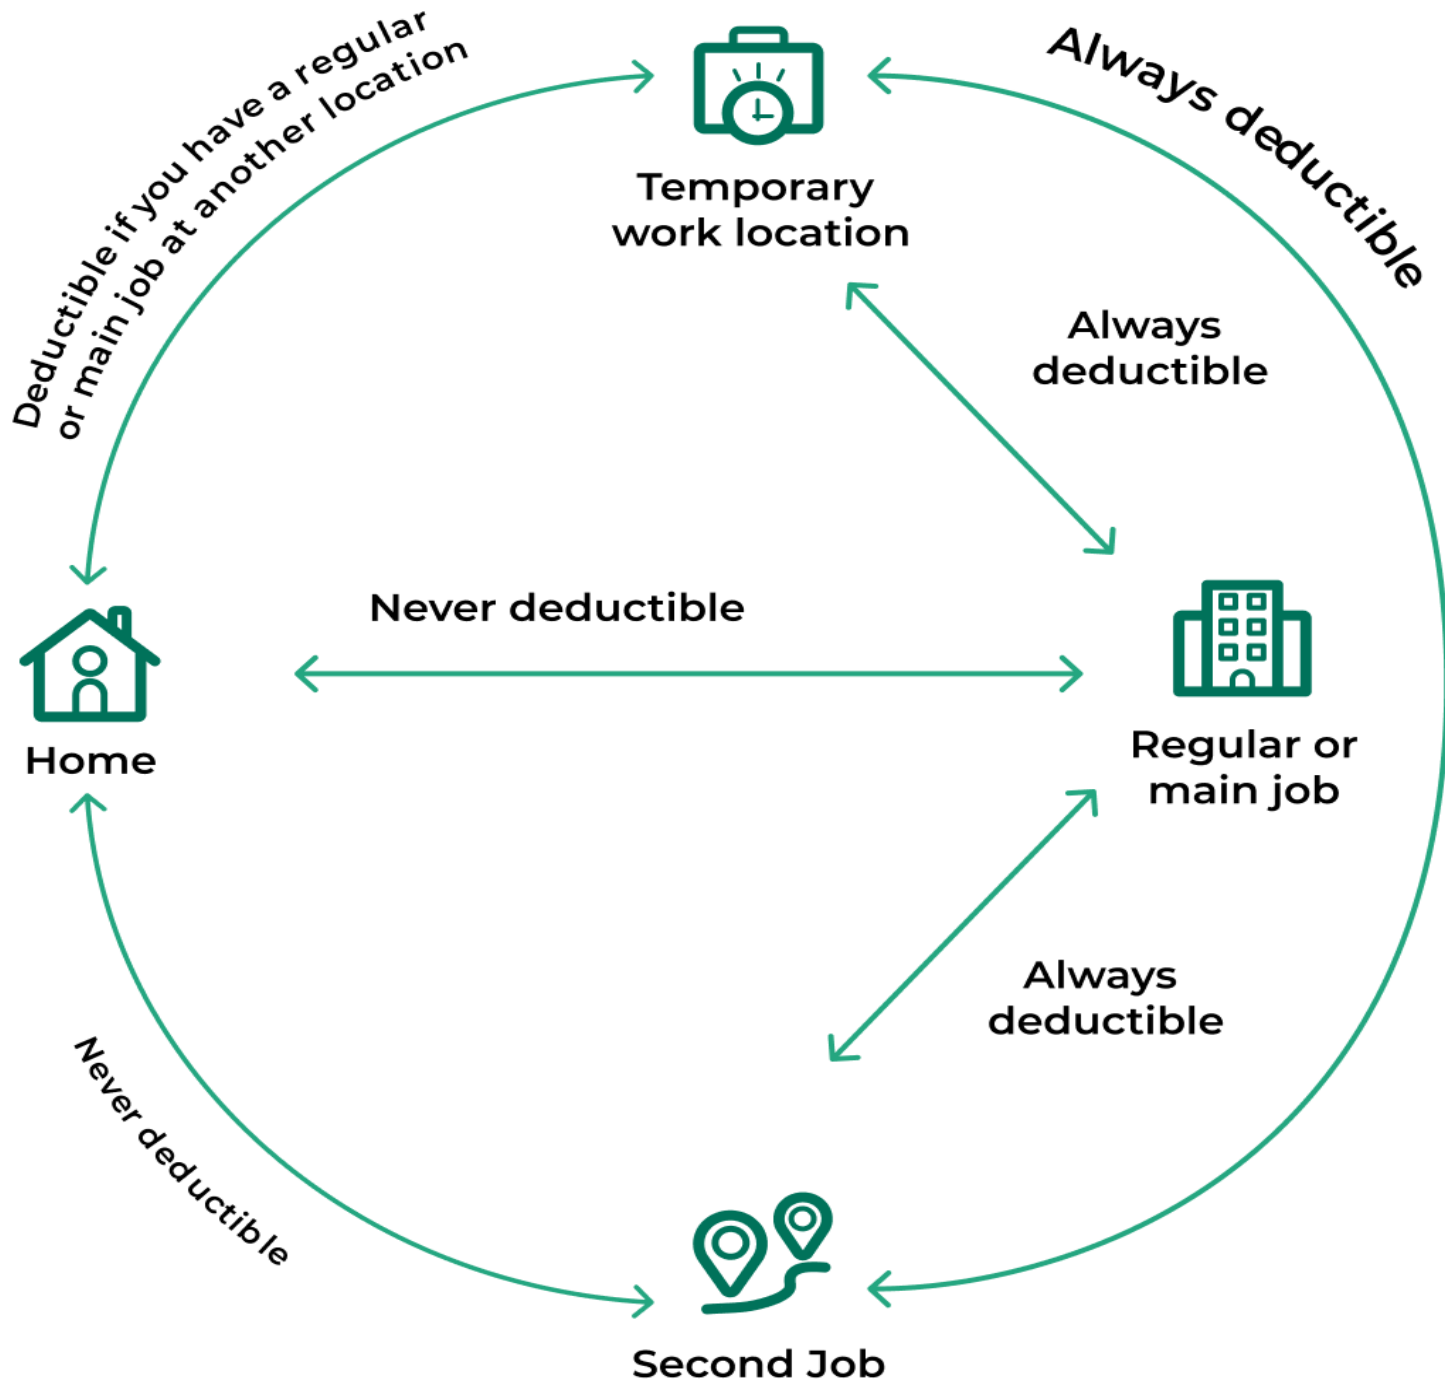 Deductible if you have a regular
or main job at another location
Always deductible
Temporary
work location
Always
deductible
Never deductible
Home
Regular or
main job
Always
deductible
Never deductible
Second Job